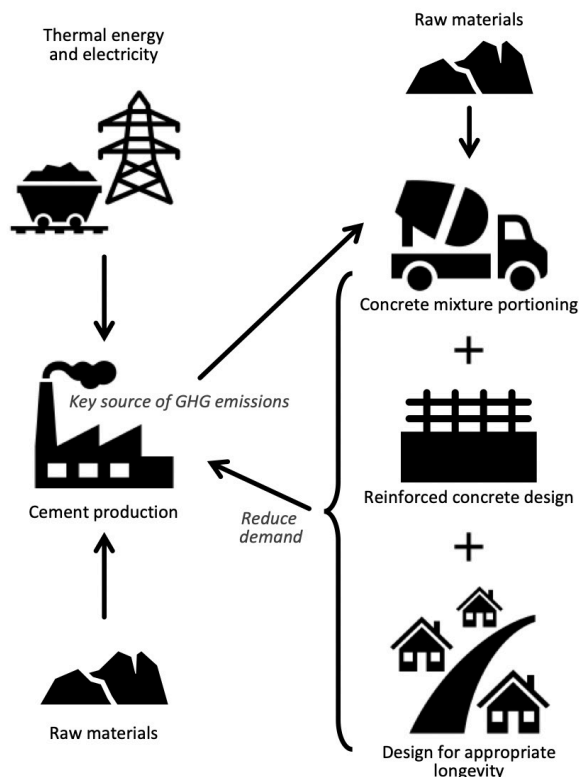 Thermal energy
and electricity
Raw materials
Concrete mixture portioning
Key source of GHG emissions
Cement production
Reduce
demand
Reinforced concrete design
Raw materials
Design for appropriate
longevity